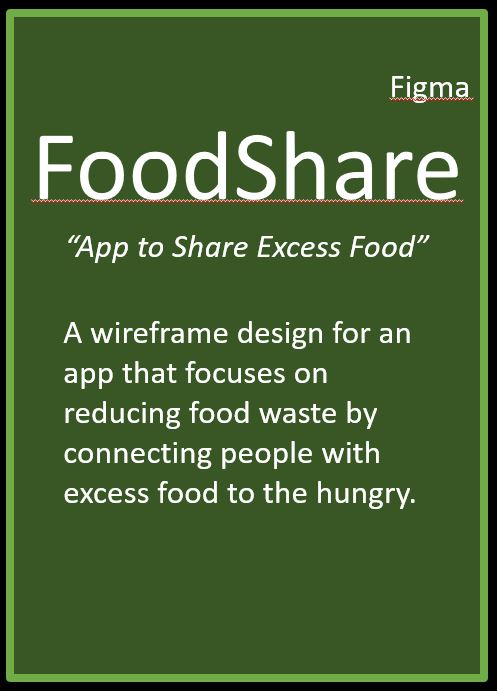 Figma
FoodShare
“App to Share Excess Food”
A wireframe design for an
app that focuses on
reducing food waste by
connecting people with
excess food to the hungry.